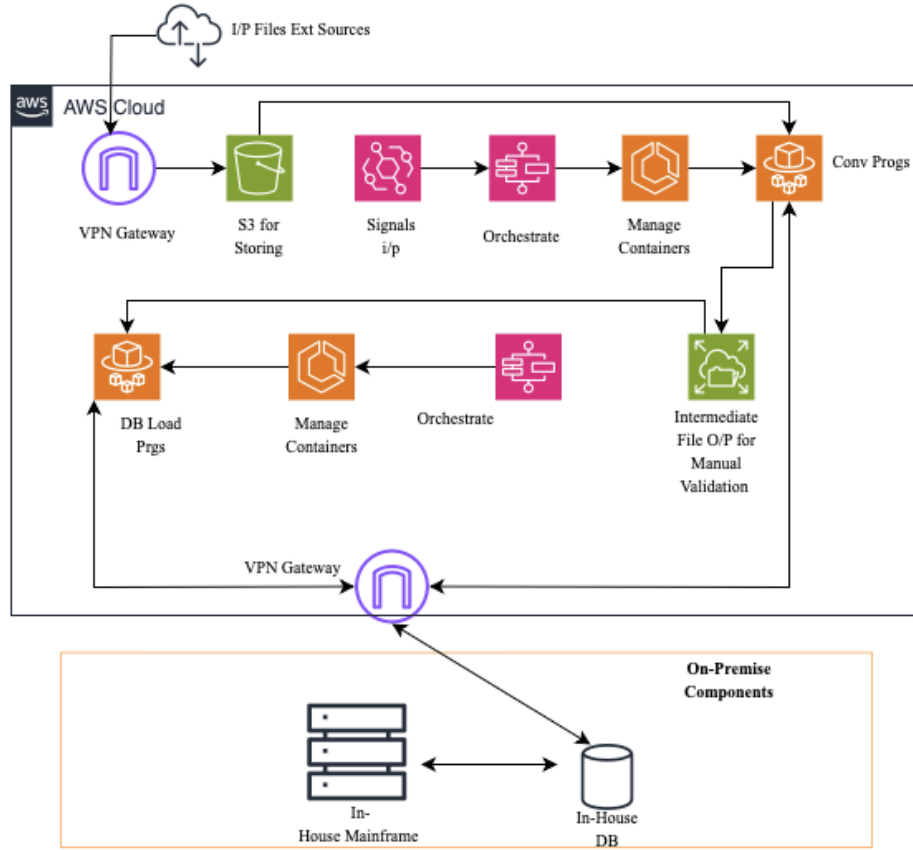 I/P Files Ext Sources
aws
AWS Cloud
Conv Progs
VPN Gateway
S3 for
Storing
Signals
i/p
Orchestrate
Manage
Containers
DB Load
Prgs
Manage
Containers
Orchestrate
Intermediate
File O/P for
Manual
Validation
VPN Gateway
On-Premise
Components
In-
House Mainframe
In-House
DB